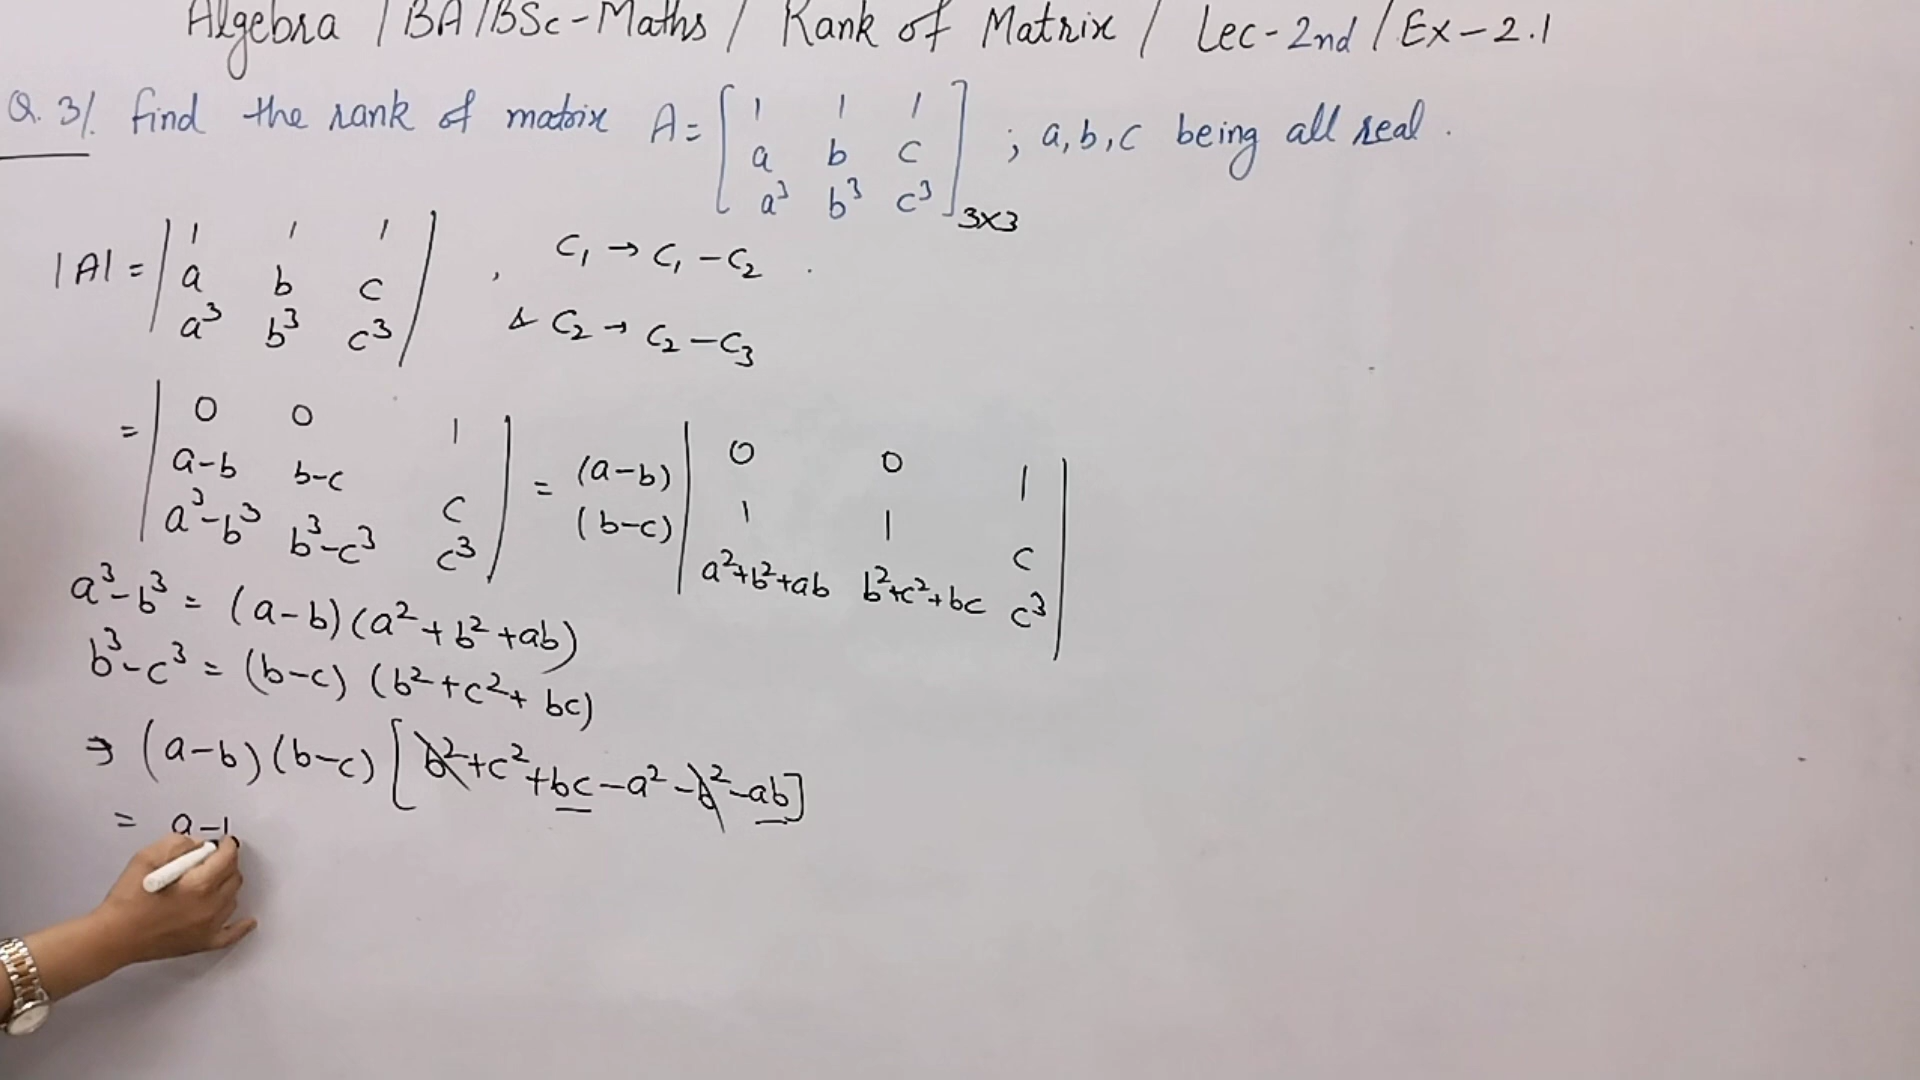 Algebra / BA/BSc-Maths / Rank of Matrix / Lec-2nd / Ex-2.1
Q.3/. find the rank of matrix A = [1 1 1; a b c; a³ b³ c³]3×3 ; a, b, c being all real.
|A| = |1 1 1; a b c; a³ b³ c³| , C₁ → C₁ - C₂ .
& C₂ → C₂ - C₃
= |0 0 1; a-b b-c c; a³-b³ b³-c³ c³| = (a-b) (b-c) |0 0 1; 1 1 c; a²+b²+ab b²+c²+bc c³|
a³-b³ = (a-b)(a²+b²+ab)
b³-c³ = (b-c) (b²+c²+bc)
⇒ (a-b)(b-c) [b²+c²+bc-a²-b²-ab]
= a-